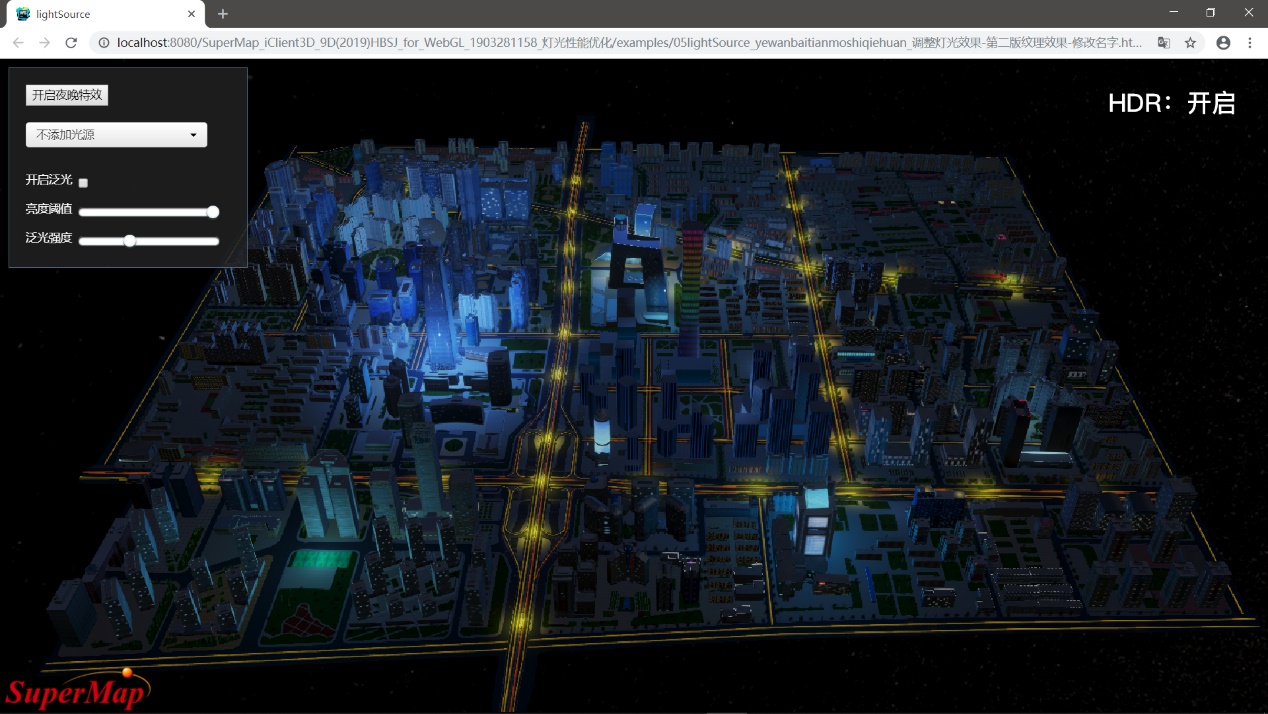 lightSource
localhost:8080/SuperMap_iClient3D_9D(2019)HBSJ_for_WebGL_1903281158_灯光性能优化/examples/05lightSource_yewanbaitianmoshiqiehuan_调整灯光效果-第二版纹理效果-修改名字.ht...
开启夜晚特效
HDR：开启
不添加光源
开启泛光
亮度阈值
泛光强度
SuperMap